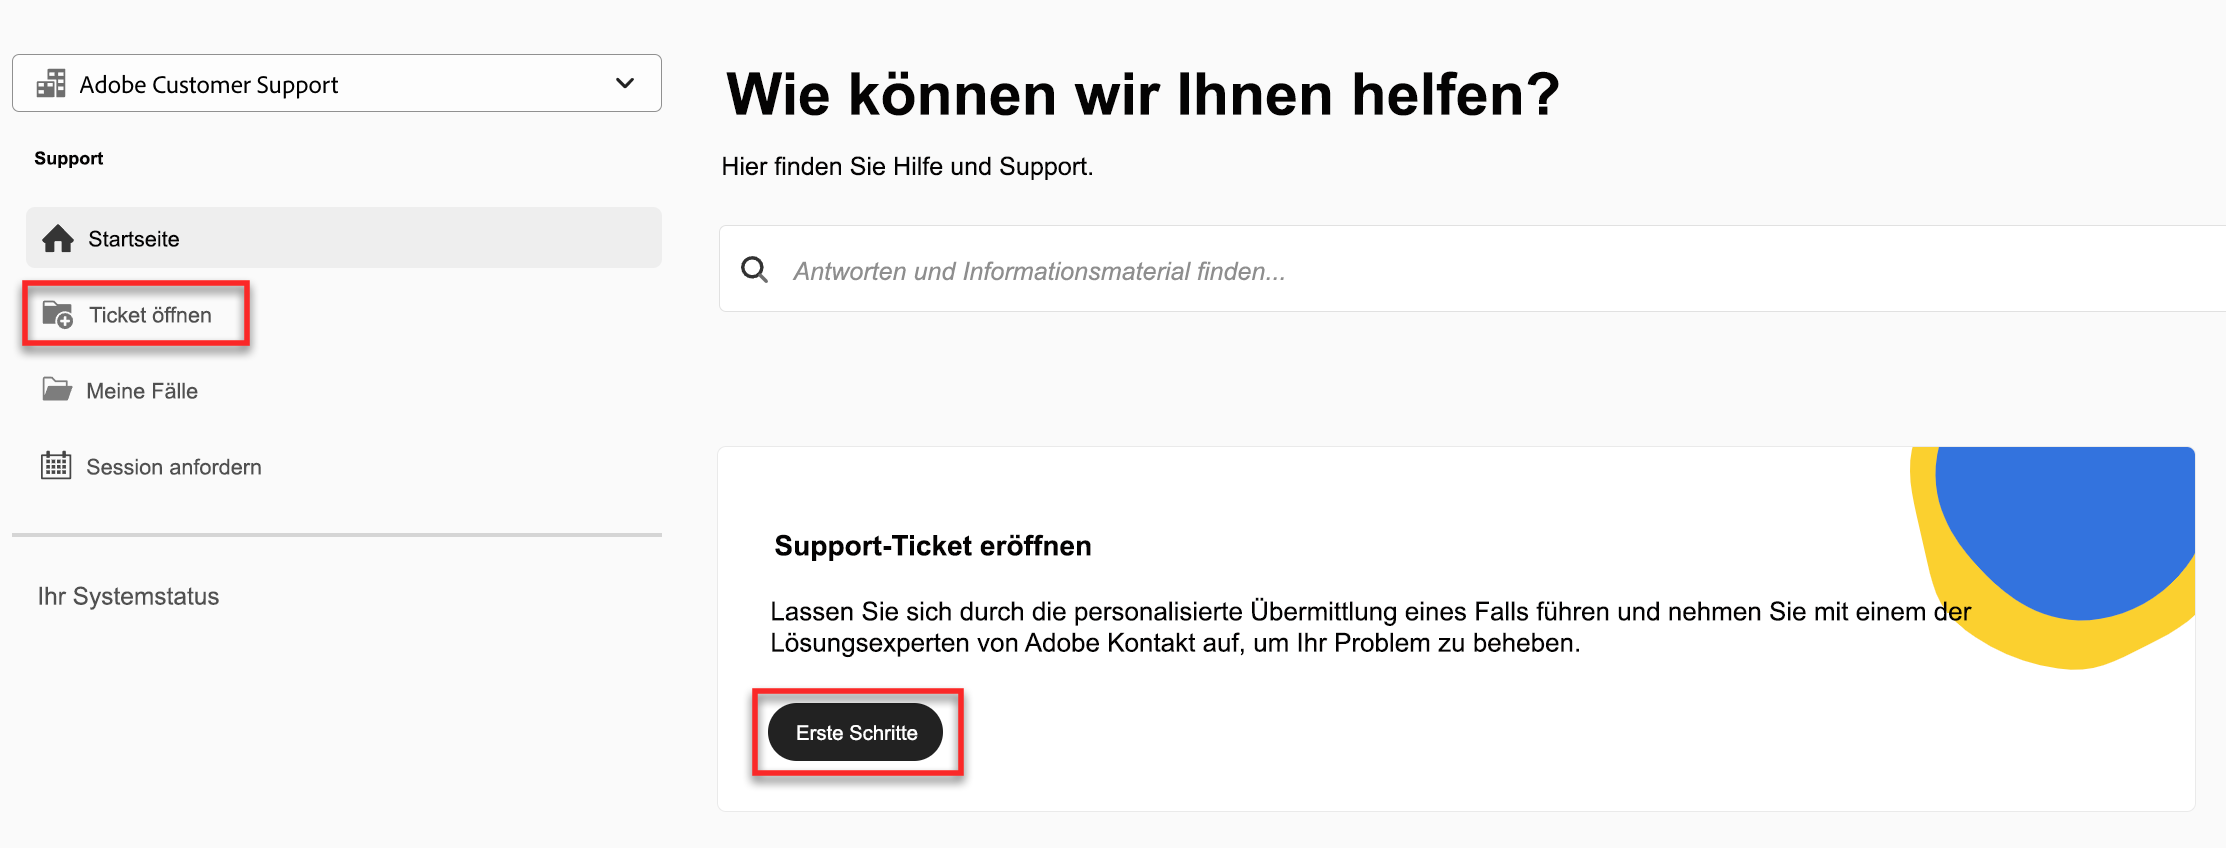 Adobe Customer Support
Support
Startseite
Ticket öffnen
Meine Fälle
Session anfordern
Ihr Systemstatus
Wie können wir Ihnen helfen?
Hier finden Sie Hilfe und Support.
Antworten und Informationsmaterial finden...
Support-Ticket eröffnen
Lassen Sie sich durch die personalisierte Übermittlung eines Falls führen und nehmen Sie mit einem der
Lösungsexperten von Adobe Kontakt auf, um Ihr Problem zu beheben.
Erste Schritte